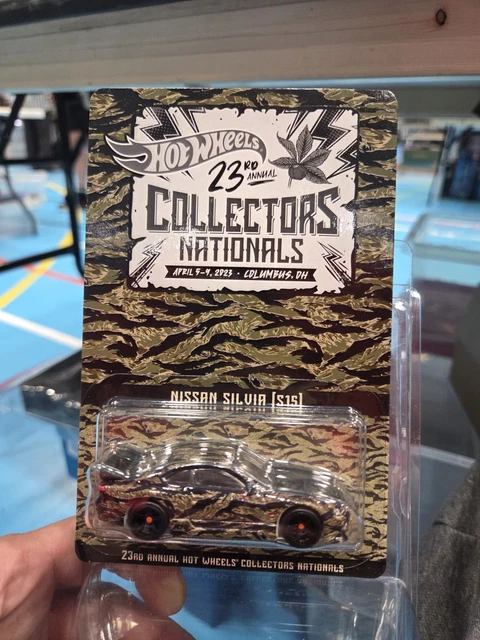 HOT WHEELS
23RD
ANNUAL
COLLECTORS
NATIONALS
APRIL 5-9, 2023 • COLUMBUS, OH
NISSAN SILVIA [S15]
23RD ANNUAL HOT WHEELS® COLLECTORS NATIONALS